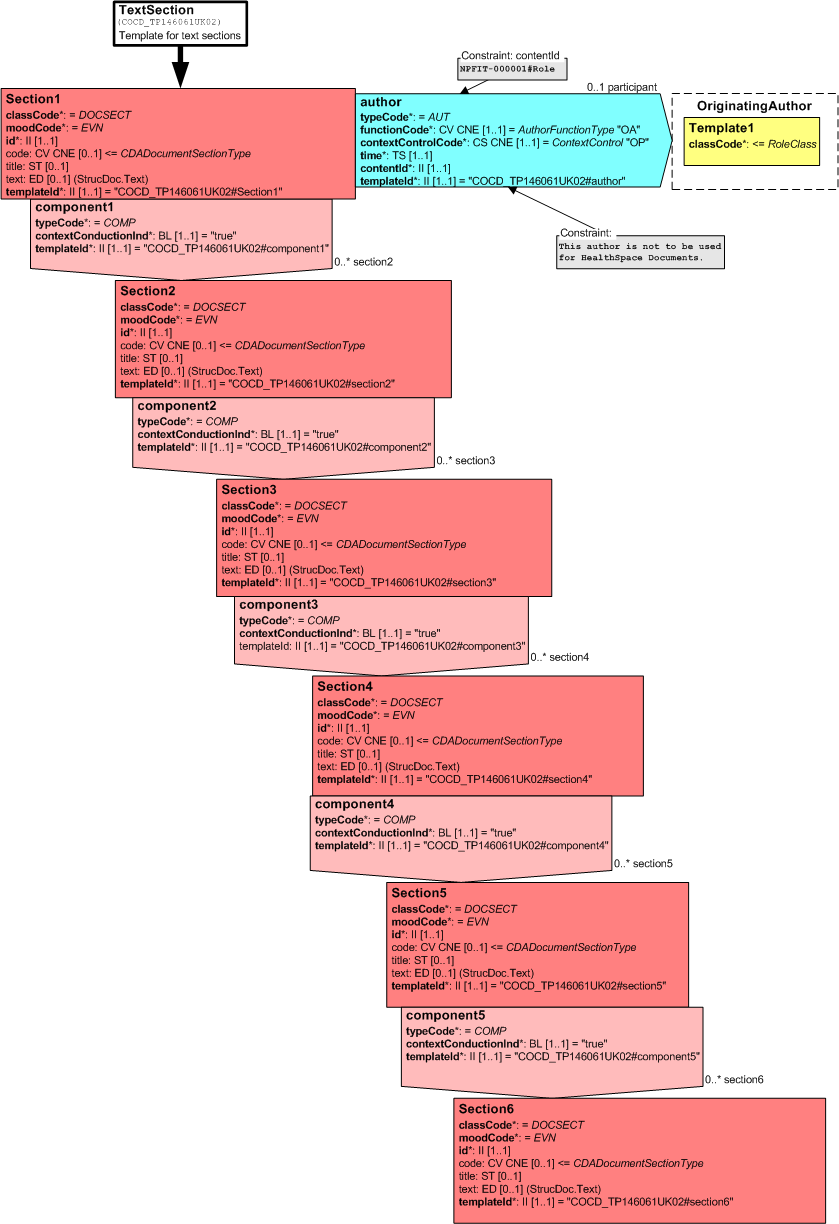 TextSection
(COCD_TP146061UK02)
Template for text sections
Constraint: contentId
NPFIT-000001#Role
0..1 participant
Section1
classCode*: = DOCSECT
moodCode*: = EVN
id*: II [1..1]
code: CV CNE [0..1] <= CDADocumentSectionType
title: ST [0..1]
text: ED [0..1] (StrucDoc.Text)
templateId*: II [1..1] = "COCD_TP146061UK02#Section1"
author
typeCode*: = AUT
functionCode*: CV CNE [1..1] = AuthorFunctionType "OA"
contextControlCode*: CS CNE [1..1] = ContextControl "OP"
time*: TS [1..1]
contentId*: II [1..1]
templateId*: II [1..1] = "COCD_TP146061UK02#author"
OriginatingAuthor
Template1
classCode*: <= RoleClass
Constraint:
This author is not to be used
for HealthSpace Documents.
component1
typeCode*: = COMP
contextConductionInd*: BL [1..1] = "true"
templateId*: II [1..1] = "COCD_TP146061UK02#component1"
0..* section2
Section2
classCode*: = DOCSECT
moodCode*: = EVN
id*: II [1..1]
code: CV CNE [0..1] <= CDADocumentSectionType
title: ST [0..1]
text: ED [0..1] (StrucDoc.Text)
templateId*: II [1..1] = "COCD_TP146061UK02#section2"
component2
typeCode*: = COMP
contextConductionInd*: BL [1..1] = "true"
templateId*: II [1..1] = "COCD_TP146061UK02#component2"
0..* section3
Section3
classCode*: = DOCSECT
moodCode*: = EVN
id*: II [1..1]
code: CV CNE [0..1] <= CDADocumentSectionType
title: ST [0..1]
text: ED [0..1] (StrucDoc.Text)
templateId*: II [1..1] = "COCD_TP146061UK02#section3"
component3
typeCode*: = COMP
contextConductionInd*: BL [1..1] = "true"
templateId: II [1..1] = "COCD_TP146061UK02#component3"
0..* section4
Section4
classCode*: = DOCSECT
moodCode*: = EVN
id*: II [1..1]
code: CV CNE [0..1] <= CDADocumentSectionType
title: ST [0..1]
text: ED [0..1] (StrucDoc.Text)
templateId*: II [1..1] = "COCD_TP146061UK02#section4"
component4
typeCode*: = COMP
contextConductionInd*: BL [1..1] = "true"
templateId*: II [1..1] = "COCD_TP146061UK02#component4"
0..* section5
Section5
classCode*: = DOCSECT
moodCode*: = EVN
id*: II [1..1]
code: CV CNE [0..1] <= CDADocumentSectionType
title: ST [0..1]
text: ED [0..1] (StrucDoc.Text)
templateId*: II [1..1] = "COCD_TP146061UK02#section5"
component5
typeCode*: = COMP
contextConductionInd*: BL [1..1] = "true"
templateId*: II [1..1] = "COCD_TP146061UK02#component5"
0..* section6
Section6
classCode*: = DOCSECT
moodCode*: = EVN
id*: II [1..1]
code: CV CNE [0..1] <= CDADocumentSectionType
title: ST [0..1]
text: ED [0..1] (StrucDoc.Text)
templateId*: II [1..1] = "COCD_TP146061UK02#section6"